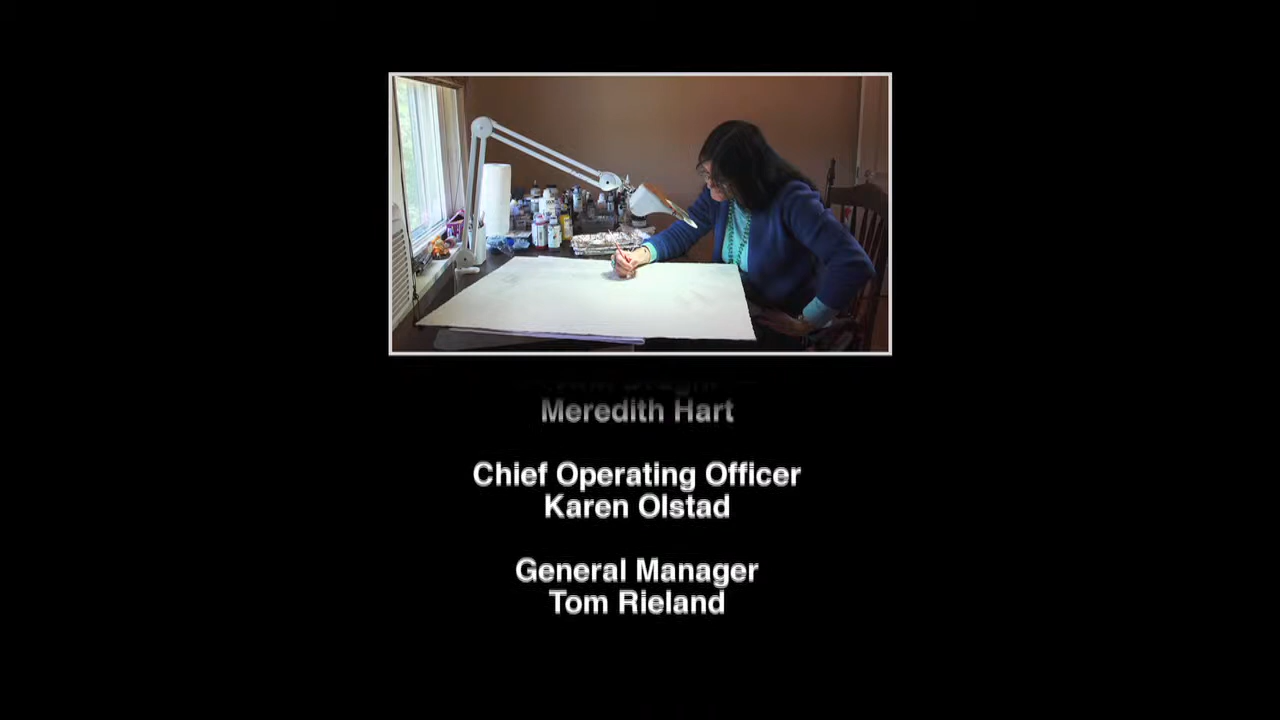 Meredith Hart
Chief Operating Officer
Karen Olstad
General Manager
Tom Rieland